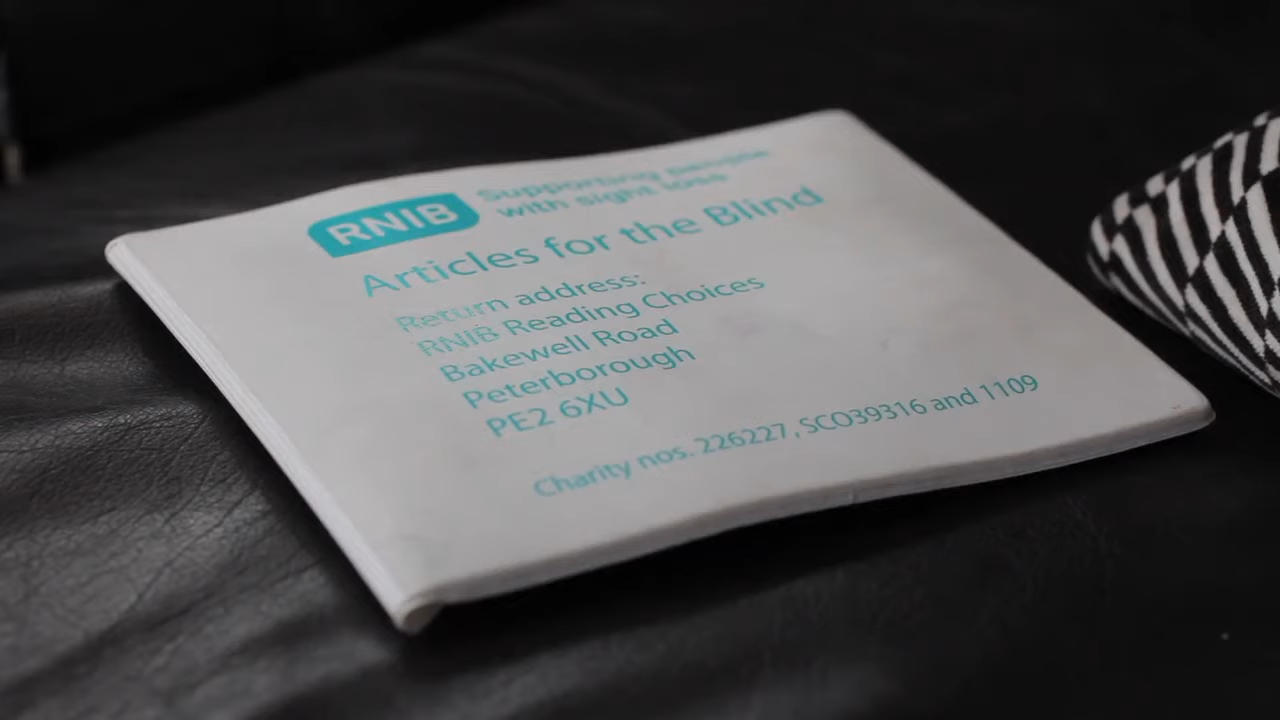 RNIB
Supporting people
with sight loss
Articles for the Blind
Return address:
RNIB Reading Choices
Bakewell Road
Peterborough
PE2 6XU
Charity nos. 226227, SCO39316 and 1109